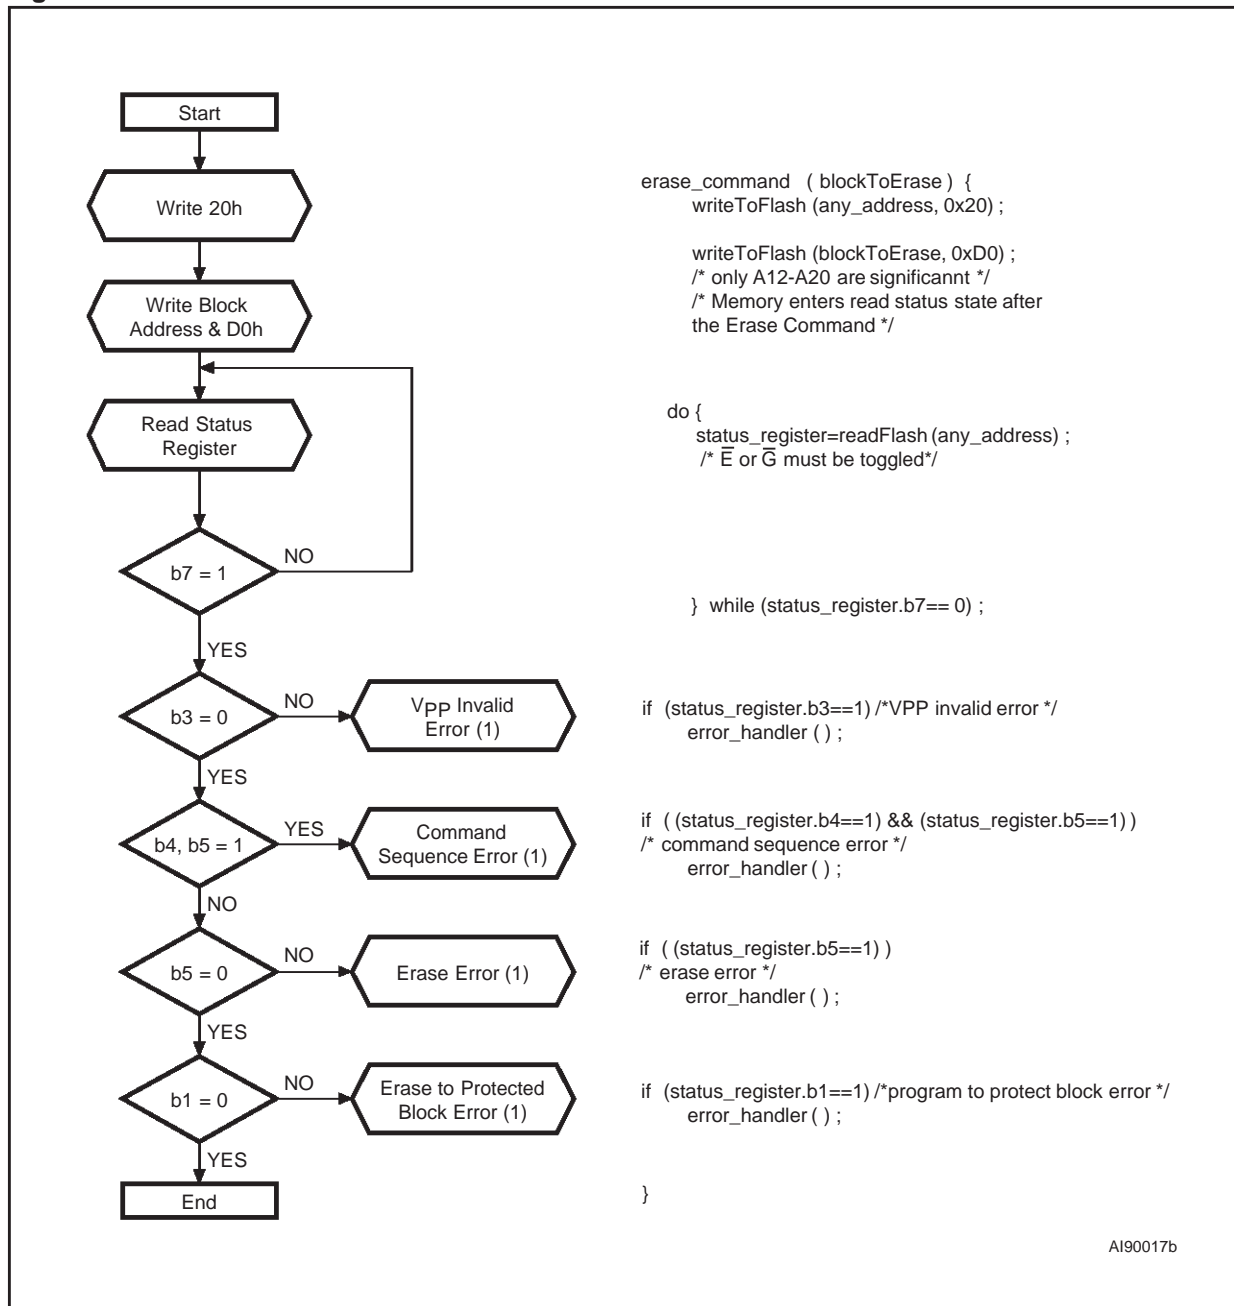 Start
Write 20h
Write Block
Address & D0h
Read Status
Register
b7 = 1
NO
YES
b3 = 0
NO
VPP Invalid
Error (1)
YES
b4, b5 = 1
YES
Command
Sequence Error (1)
NO
b5 = 0
NO
Erase Error (1)
YES
b1 = 0
NO
Erase to Protected
Block Error (1)
YES
End
erase_command ( blockToErase ) {
writeToFlash (any_address, 0x20) ;
writeToFlash (blockToErase, 0xD0) ;
/* only A12-A20 are significannt */
/* Memory enters read status state after
the Erase Command */
do {
status_register=readFlash (any_address) ;
/* E̅ or G̅ must be toggled*/
} while (status_register.b7== 0) ;
if (status_register.b3==1) /*VPP invalid error */
error_handler ( ) ;
if ( (status_register.b4==1) && (status_register.b5==1) )
/* command sequence error */
error_handler ( ) ;
if ( (status_register.b5==1) )
/* erase error */
error_handler ( ) ;
if (status_register.b1==1) /*program to protect block error */
error_handler ( ) ;
}
AI90017b